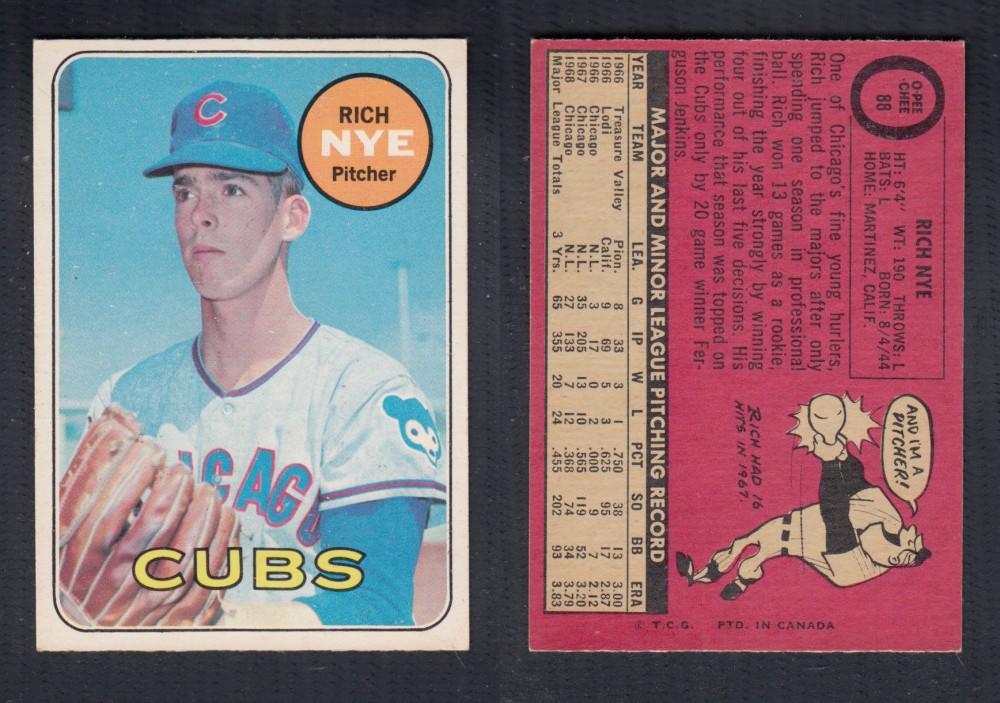 C
RICH
NYE
Pitcher
CHICAGO
CUBS
O-PEE
-CHEE
88
RICH NYE
HT: 6'4" WT: 190 THROWS: L
BATS: L BORN: 8/4/44
HOME: MARTINEZ, CALIF.
One of Chicago's fine young hurlers,
Rich jumped to the majors after only
spending one season in professional
ball. Rich won 13 games as a rookie,
finishing the year strongly by winning
four out of his last five decisions. His
performance that season was topped on
the Cubs only by 20 game winner Fer-
guson Jenkins.
AND I'M A
PITCHER!
RICH HAD 16
HITS IN 1967.
MAJOR AND MINOR LEAGUE PITCHING RECORD
YEAR TEAM LEA. G IP W L PCT SO BB ERA
1966 Treasure Valley Pion. 8 33 3 1 .750 38 13 3.00
1966 Lodi Calif. 9 69 5 3 .625 95 17 2.87
1966 Chicago N.L. 3 17 0 2 .000 9 7 2.12
1967 Chicago N.L. 35 205 13 10 .565 119 52 3.20
1968 Chicago N.L. 27 133 7 12 .368 74 34 3.79
Major League Totals 3 Yrs. 65 355 20 24 .455 202 93 3.83
© T.C.G. PTD. IN CANADA